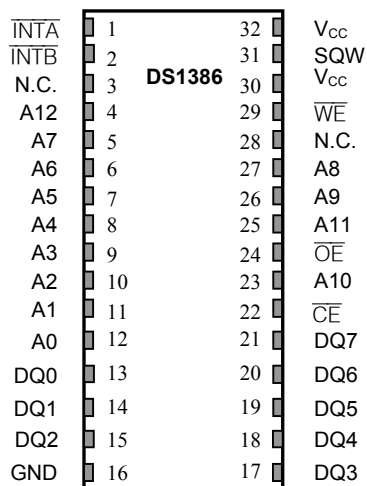 INTA 1 32 VCC
INTB 2 31 SQW
N.C. 3 DS1386 30 VCC
A12 4 29 WE
A7 5 28 N.C.
A6 6 27 A8
A5 7 26 A9
A4 8 25 A11
A3 9 24 OE
A2 10 23 A10
A1 11 22 CE
A0 12 21 DQ7
DQ0 13 20 DQ6
DQ1 14 19 DQ5
DQ2 15 18 DQ4
GND 16 17 DQ3